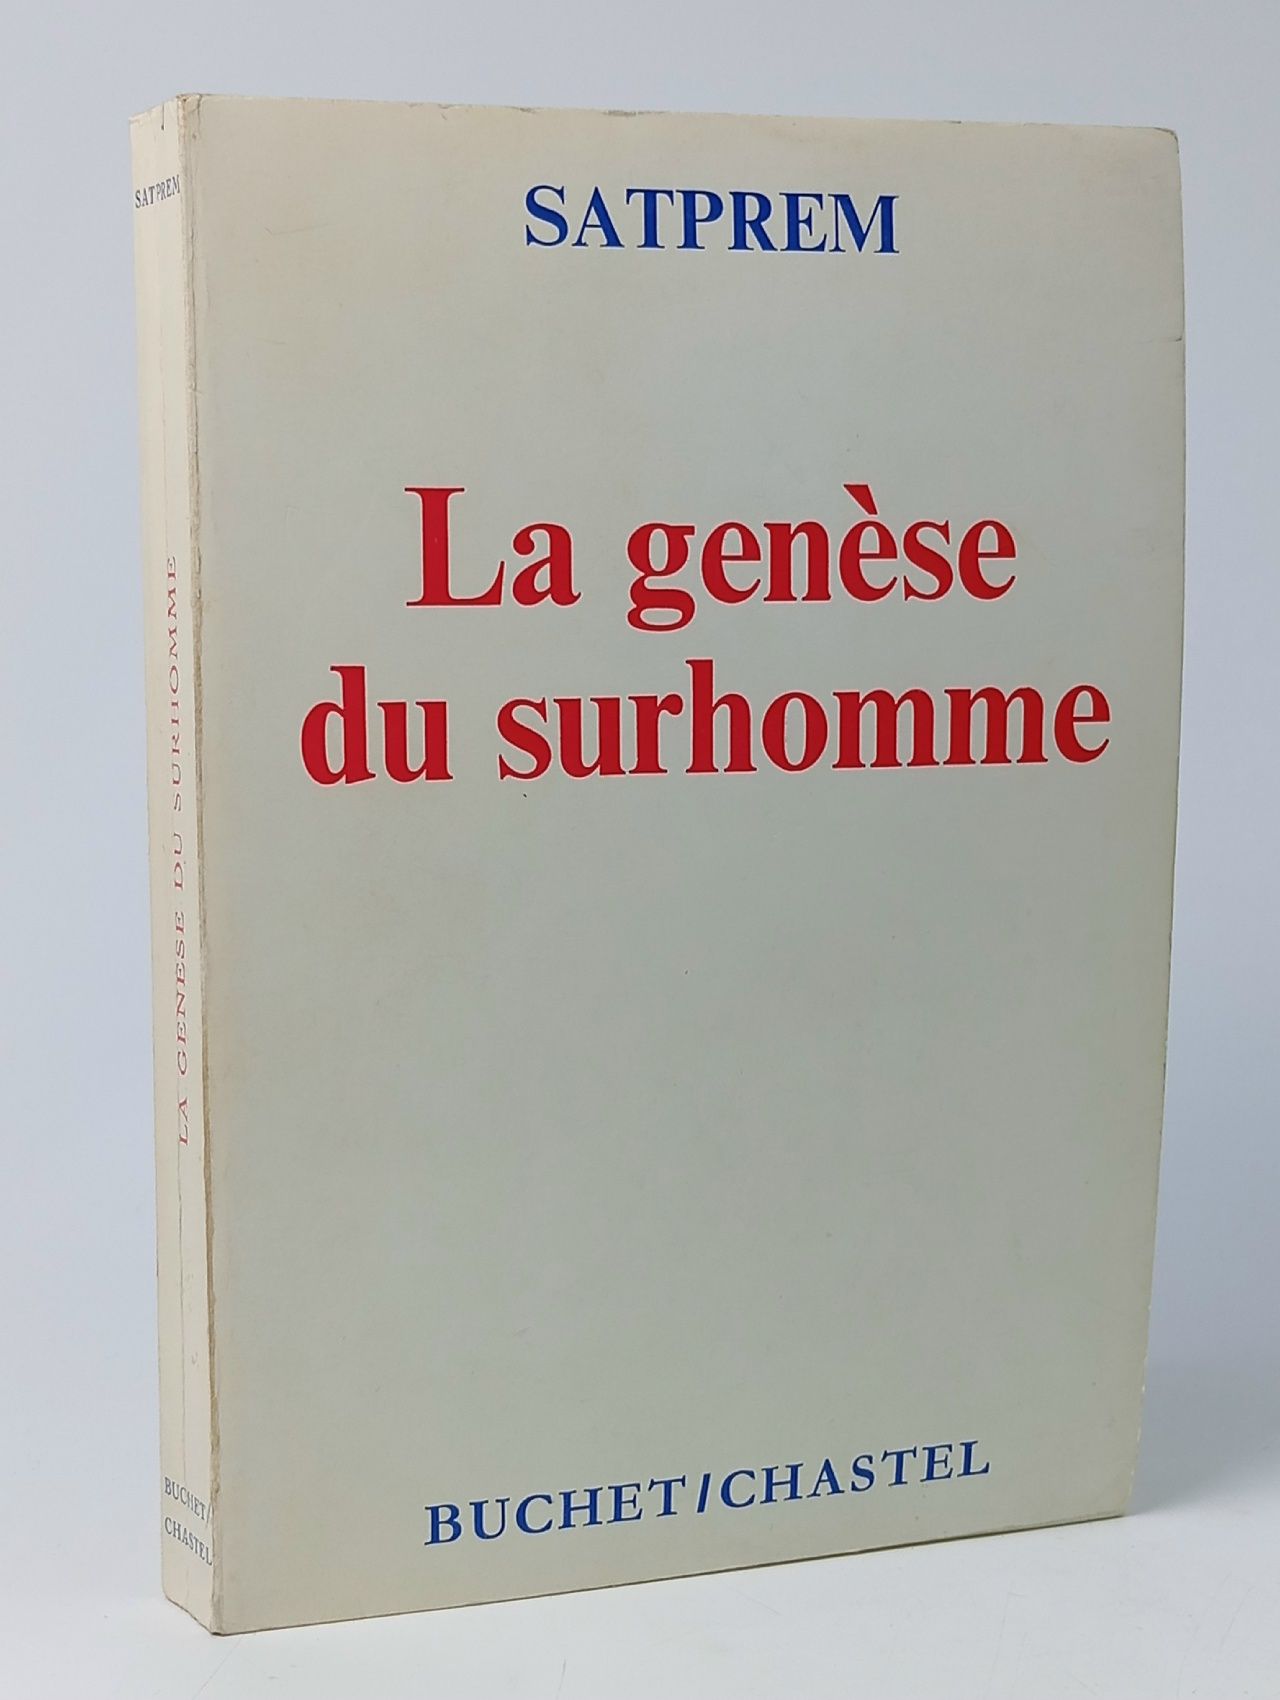 SATPREM
La genèse
du surhomme
BUCHET/CHASTEL
SATPREM
LA GENÈSE DU SURHOMME
BUCHET/
CHASTEL